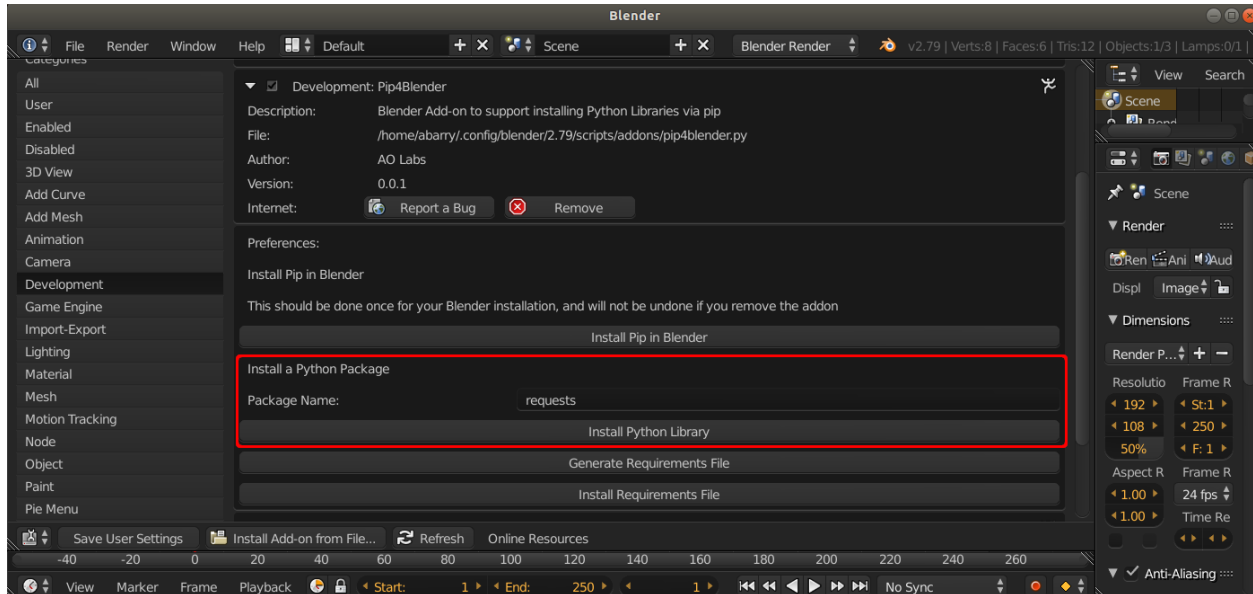 Blender
File Render Window Help Default Scene Blender Render v2.79 | Verts:8 | Faces:6 | Tris:12 | Objects:1/3 | Lamps:0/1 |
Categories
All
User
Enabled
Disabled
3D View
Add Curve
Add Mesh
Animation
Camera
Development
Game Engine
Import-Export
Lighting
Material
Mesh
Motion Tracking
Node
Object
Paint
Pie Menu
Development: Pip4Blender
Description: Blender Add-on to support installing Python Libraries via pip
File: /home/abarry/.config/blender/2.79/scripts/addons/pip4blender.py
Author: AO Labs
Version: 0.0.1
Internet: Report a Bug Remove
Preferences:
Install Pip in Blender
This should be done once for your Blender installation, and will not be undone if you remove the addon
Install Pip in Blender
Install a Python Package
Package Name: requests
Install Python Library
Generate Requirements File
Install Requirements File
Save User Settings Install Add-on from File... Refresh Online Resources
-40 -20 0 20 40 60 80 100 120 140 160 180 200 220 240 260
View Marker Frame Playback Start: 1 End: 250 1 No Sync
View Search
Scene
Scene
Render
Ren Ani Aud
Displ Image
Dimensions
Render P...
Resolutio Frame R
192 St:1
108 250
50% F: 1
Aspect R Frame R
1.00 24 fps
1.00 Time Re
Anti-Aliasing